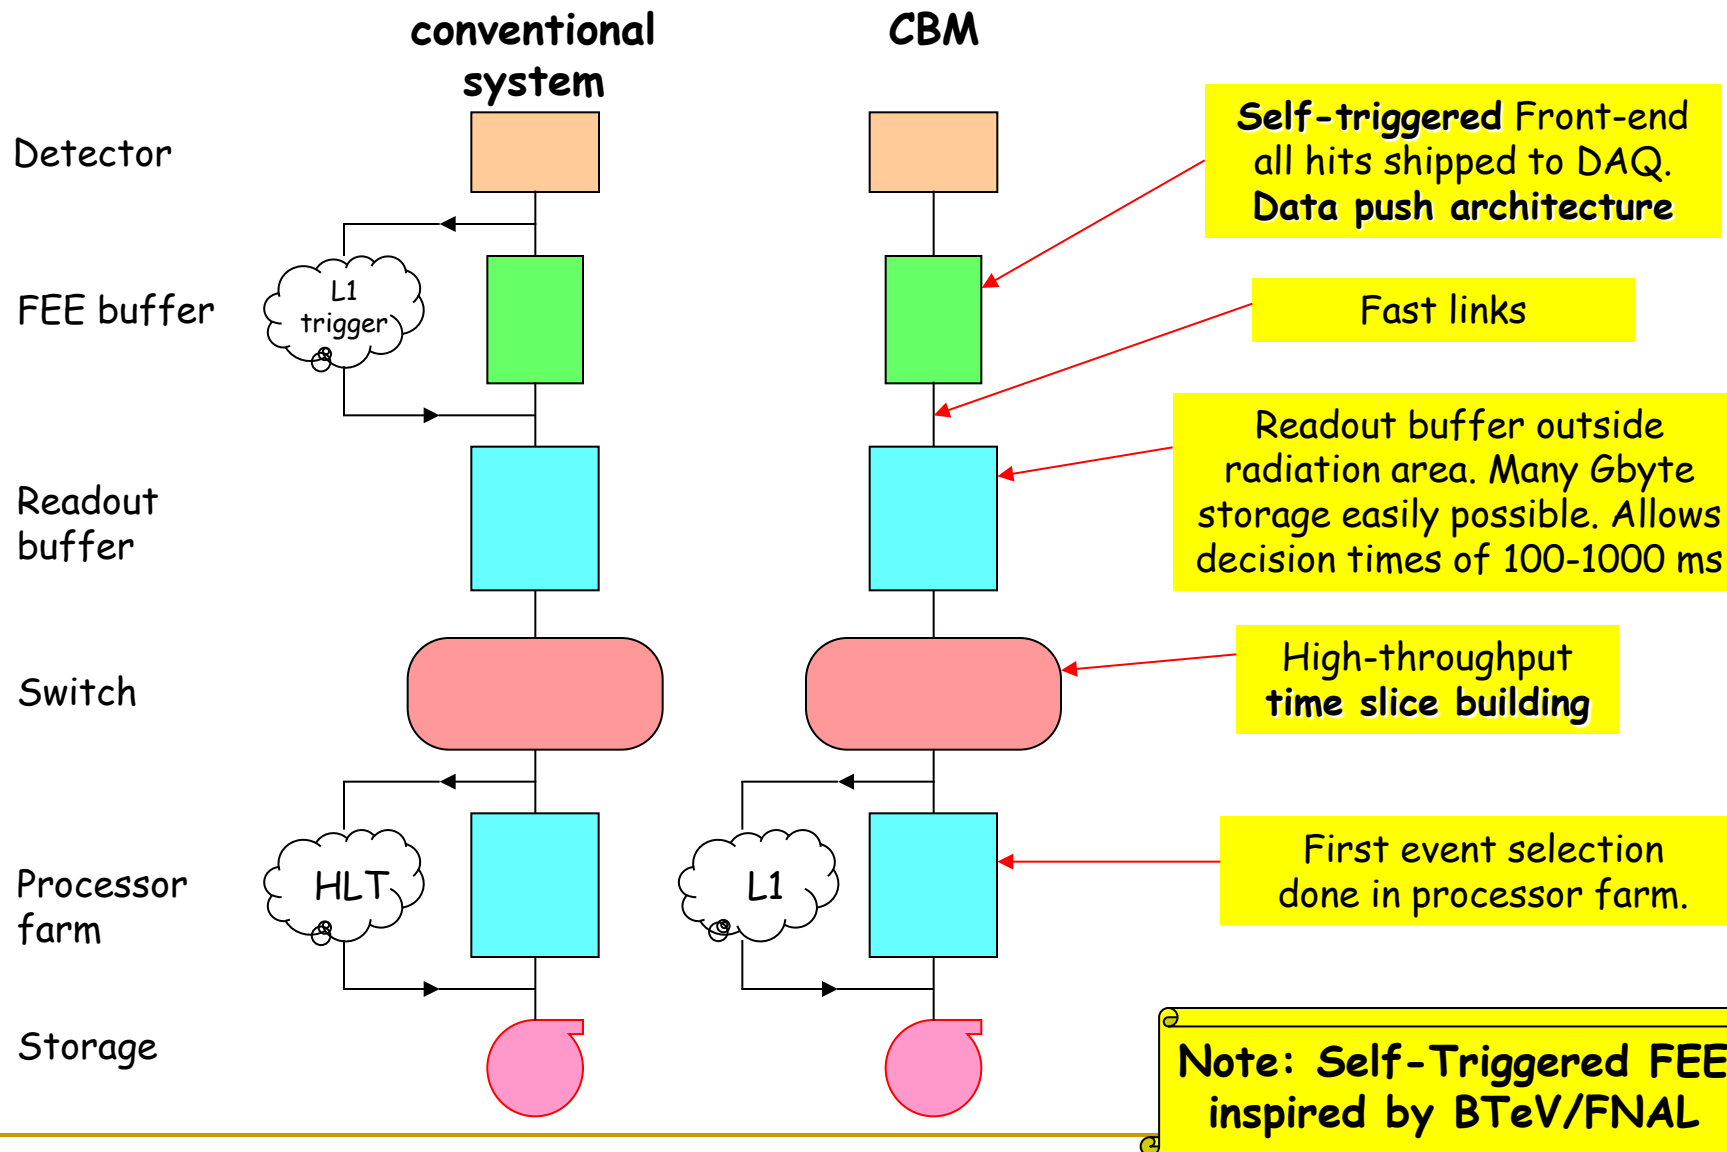 conventional
system
CBM
Detector
Self-triggered Front-end
all hits shipped to DAQ.
Data push architecture
FEE buffer
L1
trigger
Fast links
Readout
buffer
Readout buffer outside
radiation area. Many Gbyte
storage easily possible. Allows
decision times of 100-1000 ms
Switch
High-throughput
time slice building
Processor
farm
HLT
L1
First event selection
done in processor farm.
Storage
Note: Self-Triggered FEE
inspired by BTeV/FNAL